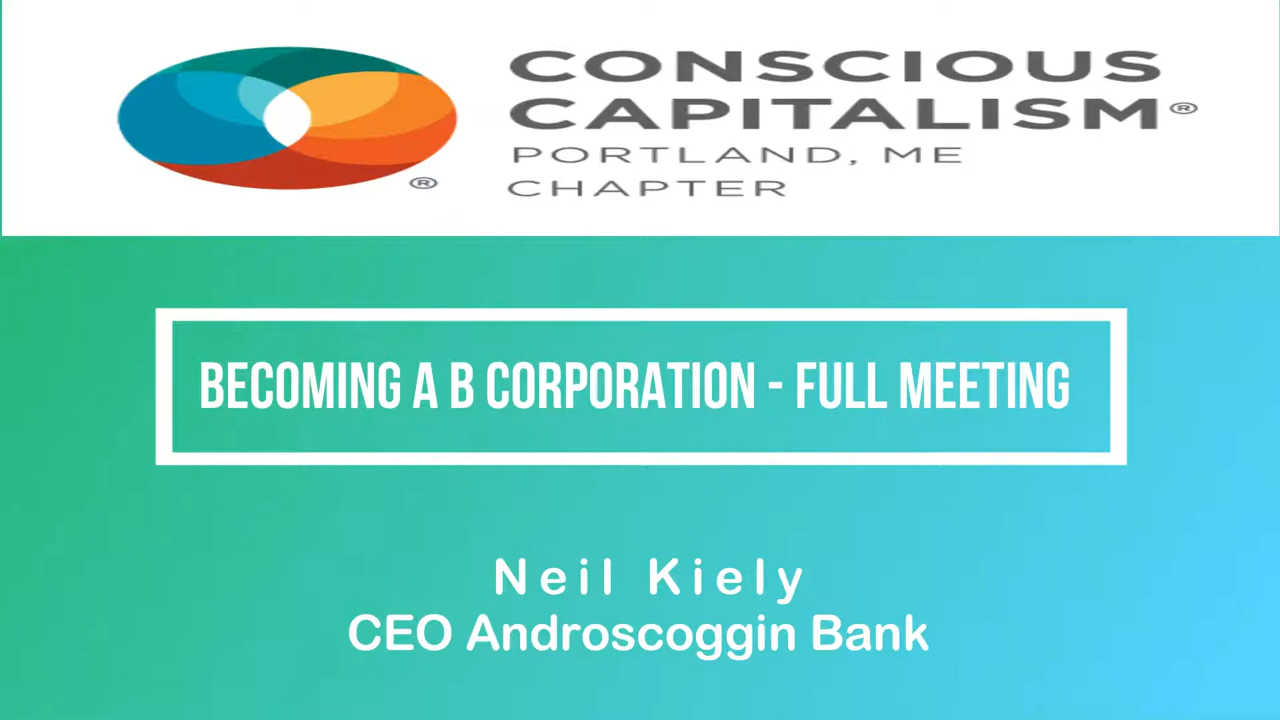 CONSCIOUS
CAPITALISM®
PORTLAND, ME
CHAPTER
®
BECOMING A B CORPORATION - FULL MEETING
Neil Kiely
CEO Androscoggin Bank